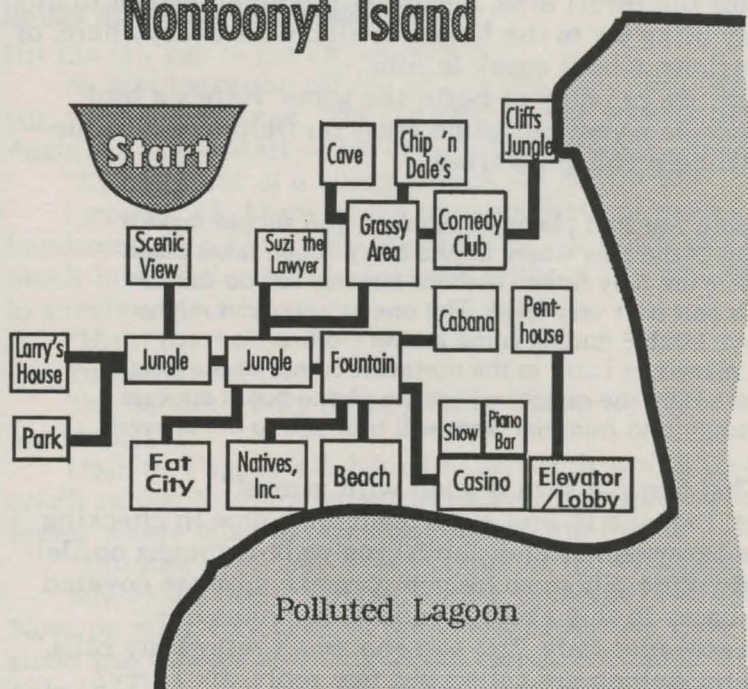 Nontoonyt Island
Start
Cave
Chip 'n
Dale's
Cliffs
Jungle
Grassy
Area
Comedy
Club
Scenic
View
Suzi the
Lawyer
Cabana
Pent-
house
Larry's
House
Jungle
Jungle
Fountain
Park
Fat
City
Natives,
Inc.
Beach
Show
Piano
Bar
Casino
Elevator
/Lobby
Polluted Lagoon